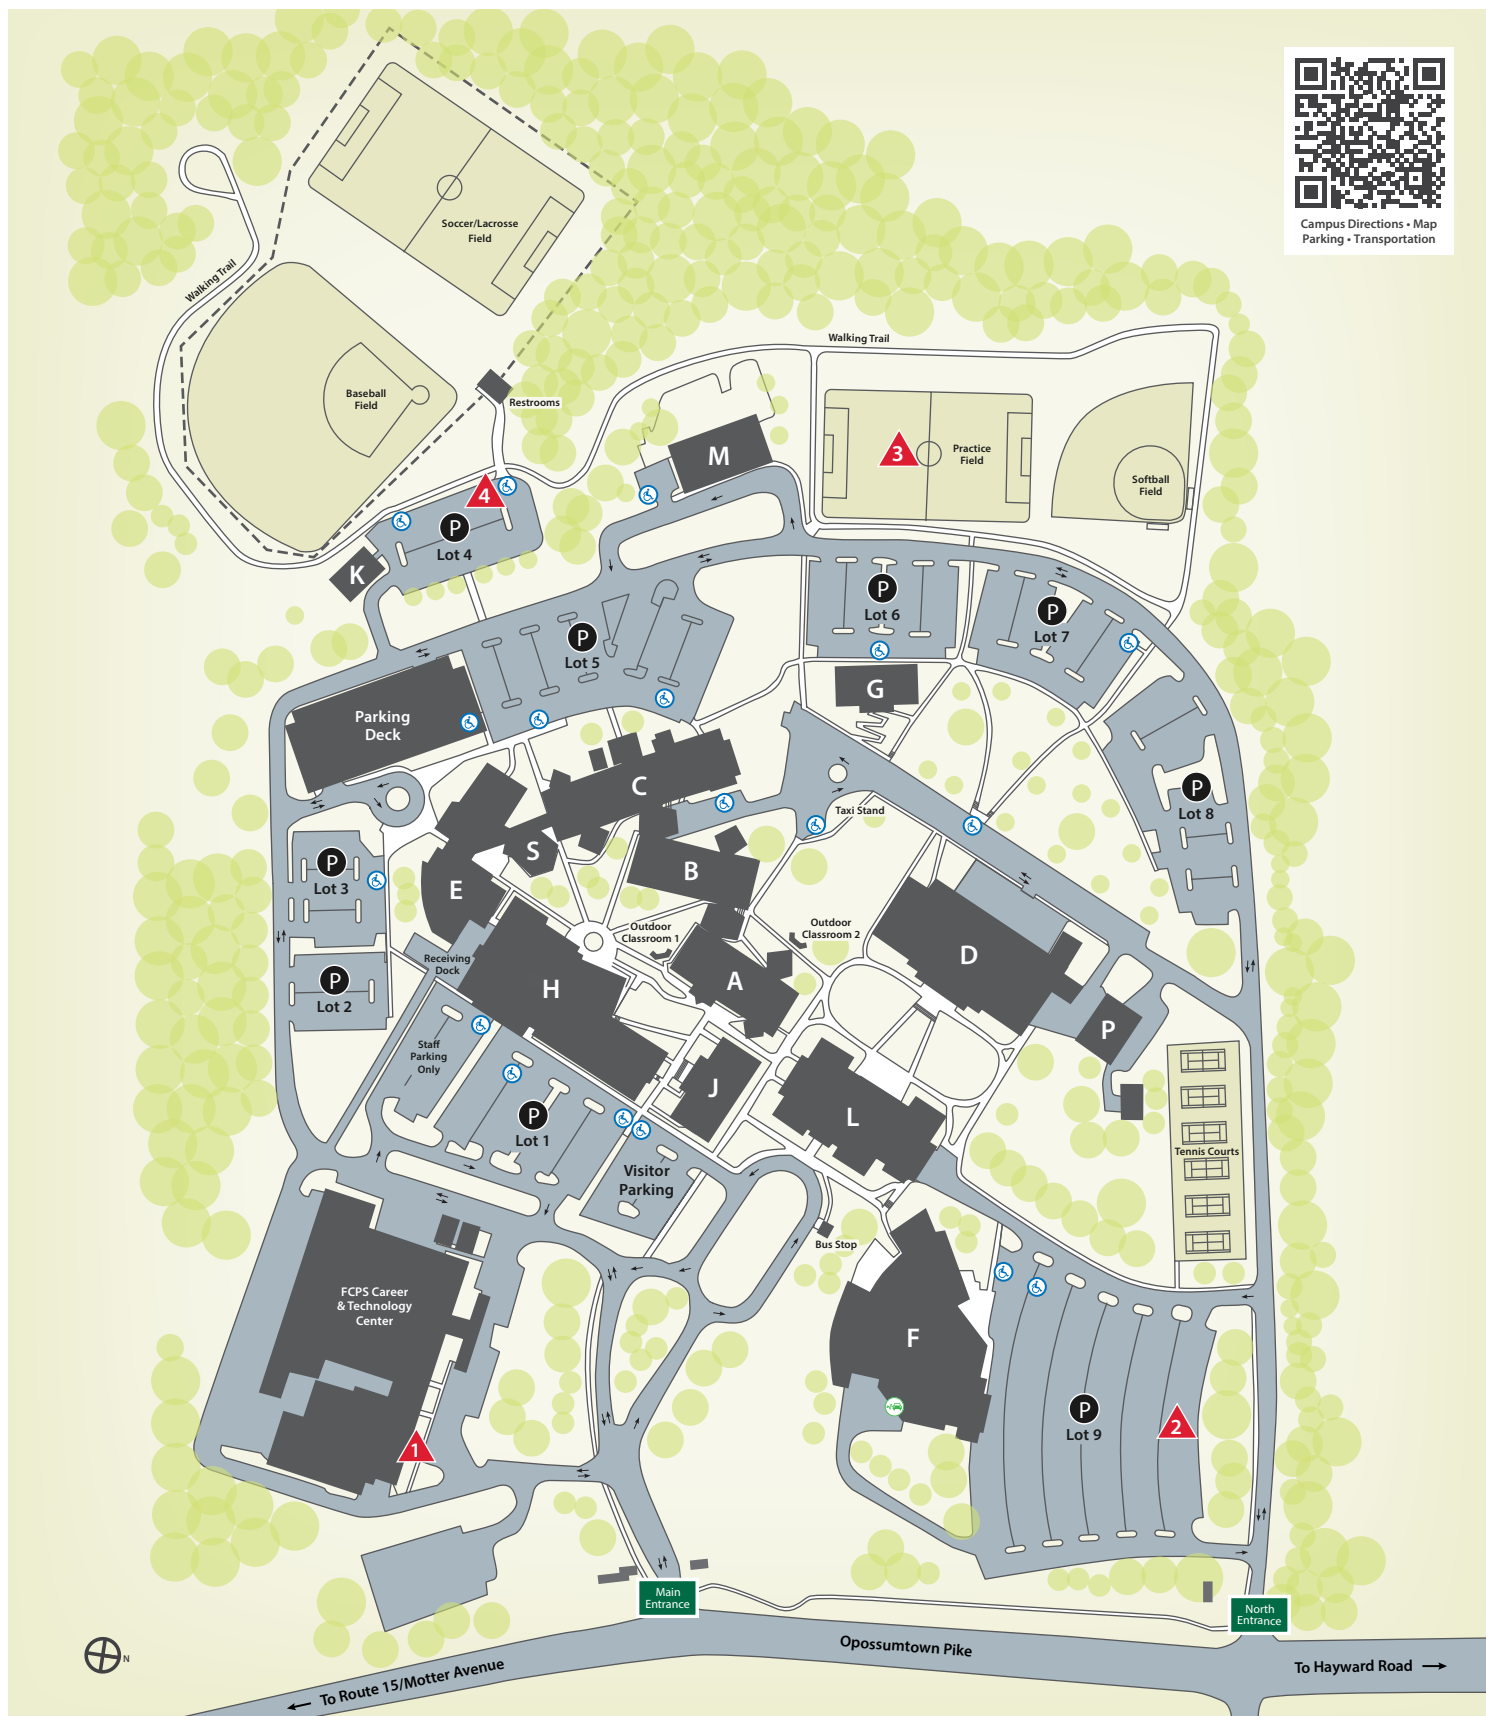 Campus Directions • Map
Parking • Transportation
Soccer/Lacrosse
Field
Walking Trail
Walking Trail
Baseball
Field
Restrooms
M
3
Practice
Field
Softball
Field
4
P
Lot 4
K
P
Lot 5
P
Lot 6
P
Lot 7
G
Parking
Deck
C
Taxi Stand
P
Lot 8
P
Lot 3
S
E
B
Outdoor
Classroom 1
Outdoor
Classroom 2
D
Receiving
Dock
P
Lot 2
H
A
P
Staff
Parking
Only
P
Lot 1
J
L
Visitor
Parking
Tennis Courts
Bus Stop
FCPS Career
& Technology
Center
F
P
Lot 9
1
2
Main
Entrance
North
Entrance
N
Opossumtown Pike
To Route 15/Motter Avenue
To Hayward Road